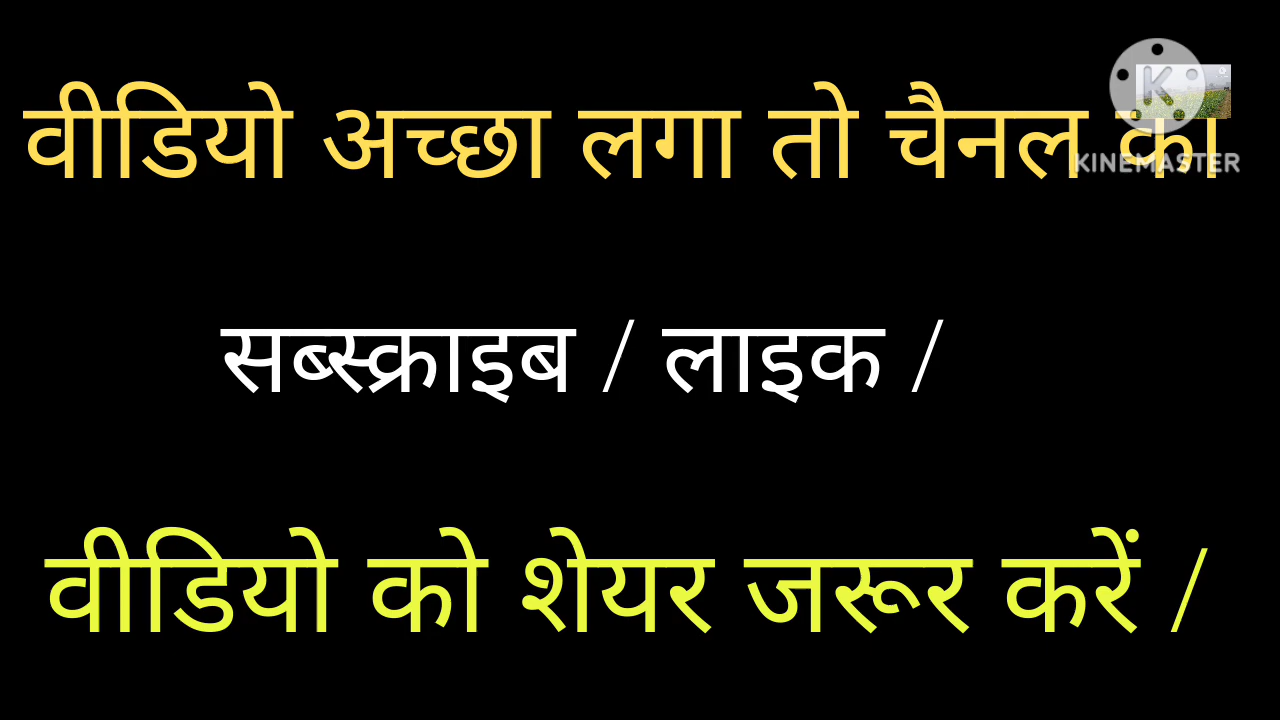 वीडियो अच्छा लगा तो चैनल को
KINEMASTER
सब्स्क्राइब / लाइक /
वीडियो को शेयर जरूर करें /